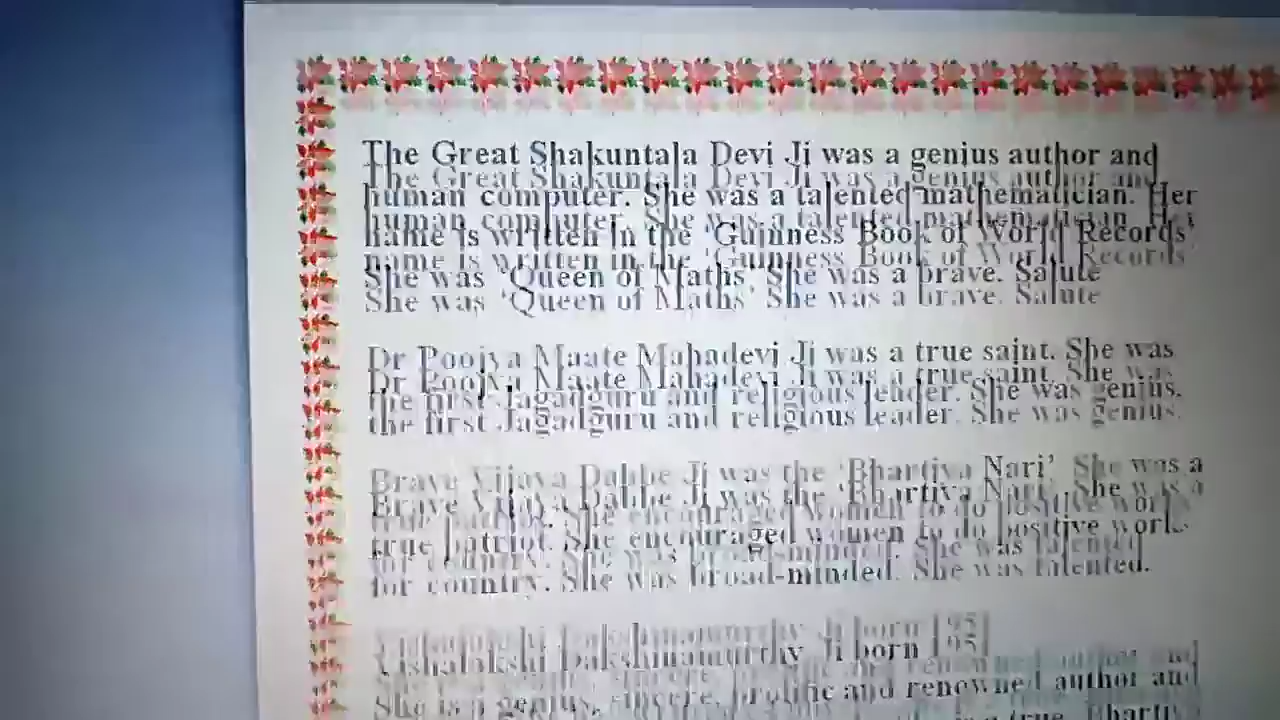 The Great Shakuntala Devi Ji was a genius author and
human computer. She was a talented mathematician. Her
name is written in the 'Guinness Book of World Records'
She was 'Queen of Maths' She was a brave. Salute
Dr Poojya Maate Mahadevi Ji was a true saint. She was
the first Jagadguru and religious leader. She was genius.
Brave Vijaya Dabbe Ji was the 'Bhartiya Nari' She was a
true patriot. She encouraged women to do positive work
for country. She was broad-minded. She was talented.
Vishalakshi Dakshinamurthy Ji born 1951
She is a genius, sincere, prolific and renowned author and